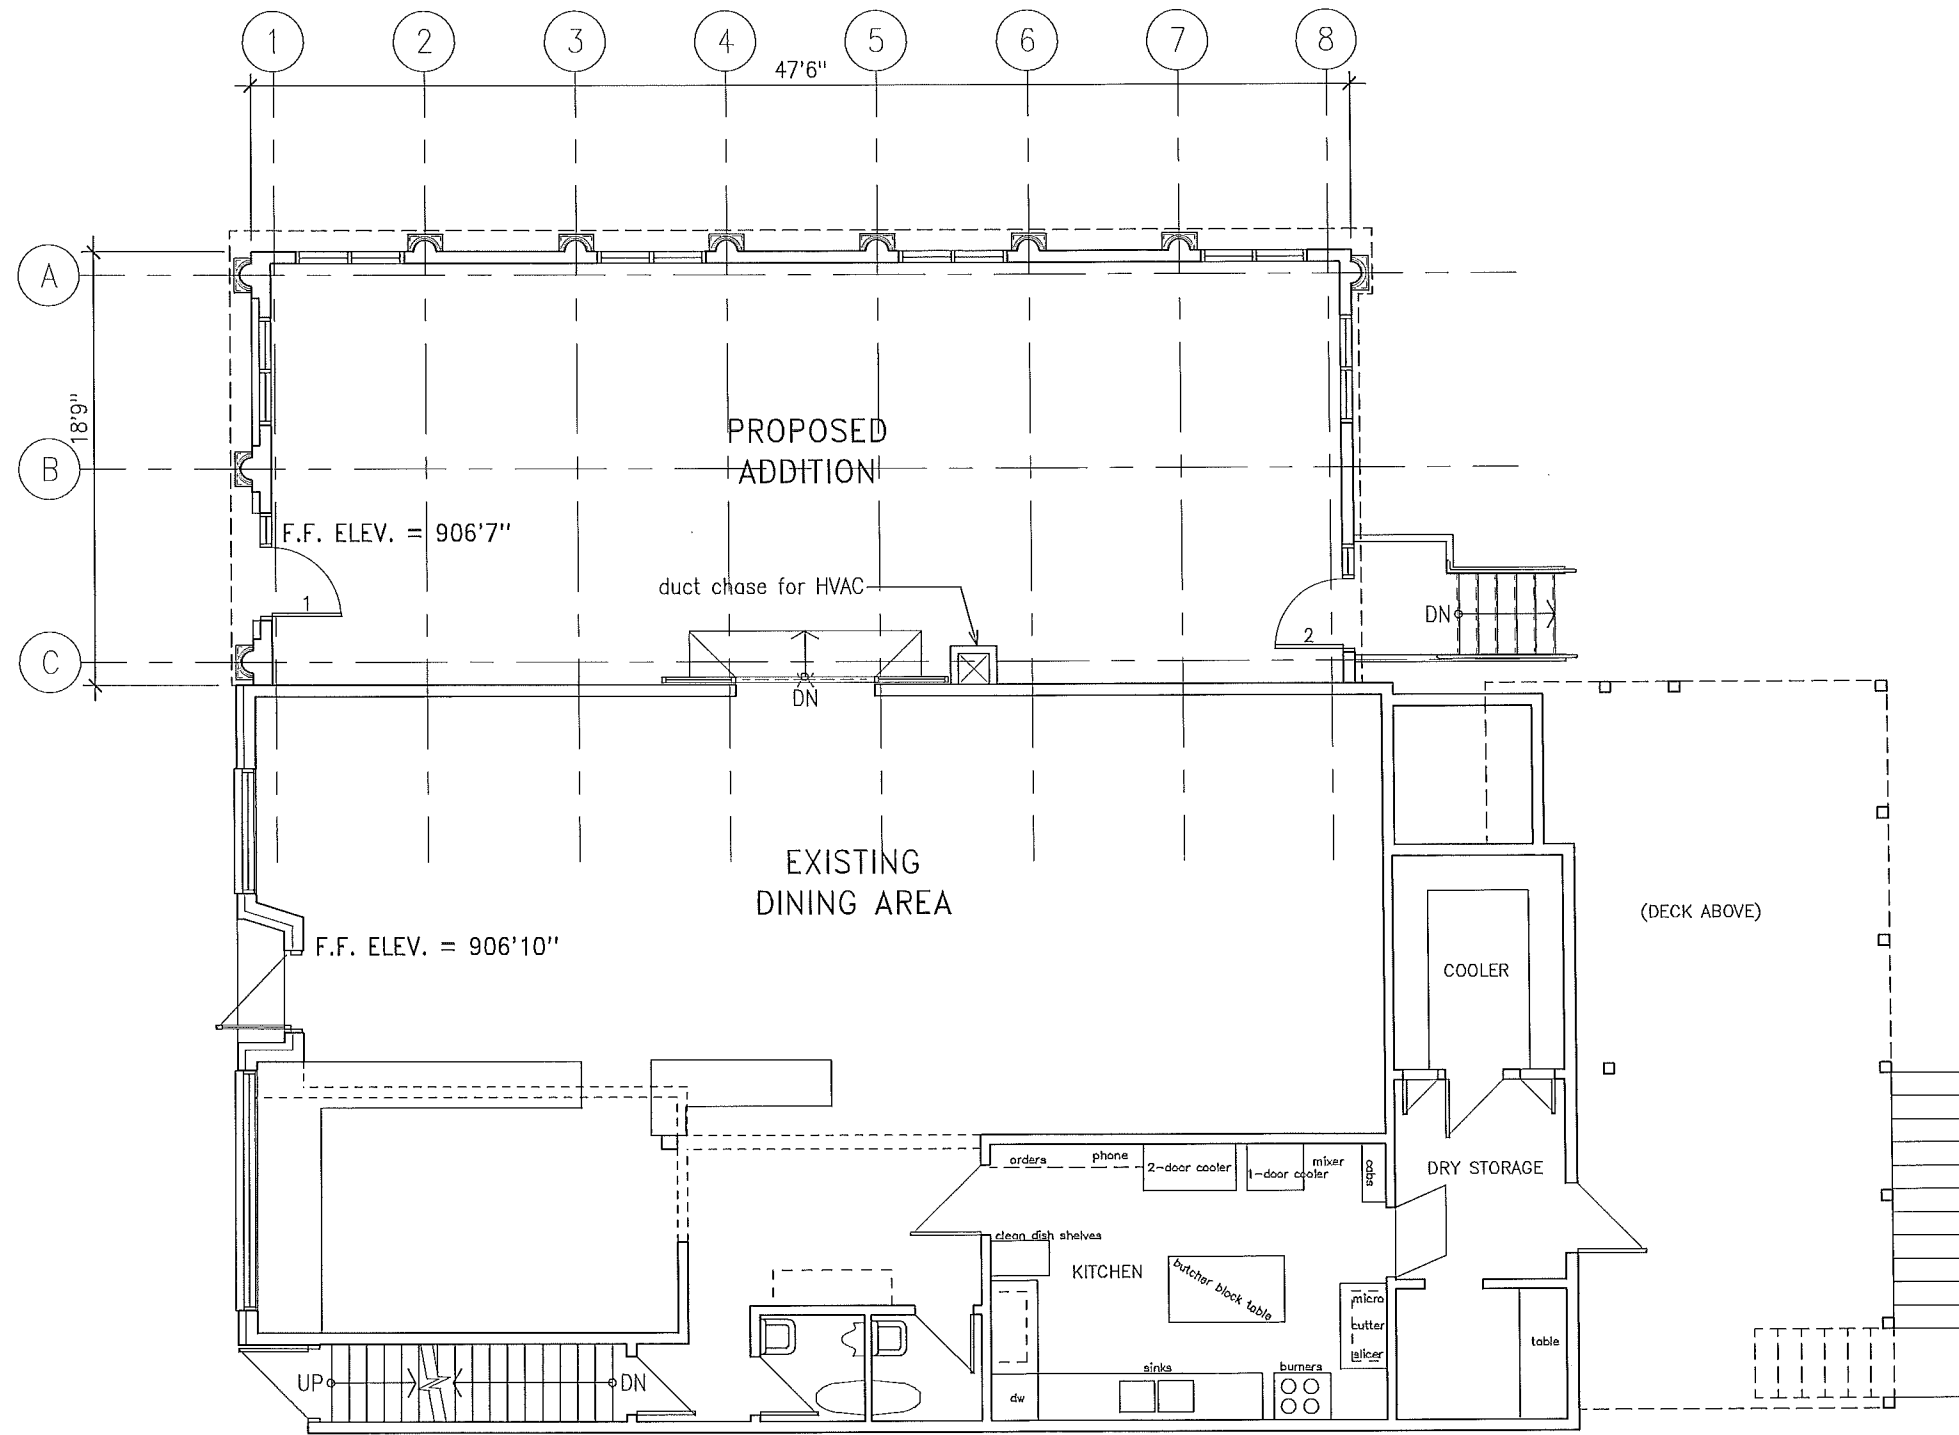 1 2 3 4 5 6 7 8
47'6"
A
18'9"
PROPOSED
ADDITION
B
F.F. ELEV. = 906'7"
duct chase for HVAC
1
2
DN
C
DN
EXISTING
DINING AREA
(DECK ABOVE)
F.F. ELEV. = 906'10"
COOLER
orders
phone
2-door cooler
1-door cooler
mixer
cabs
DRY STORAGE
clean dish shelves
KITCHEN
butcher block table
micro
cutter
slicer
table
sinks
burners
UP
DN
dw